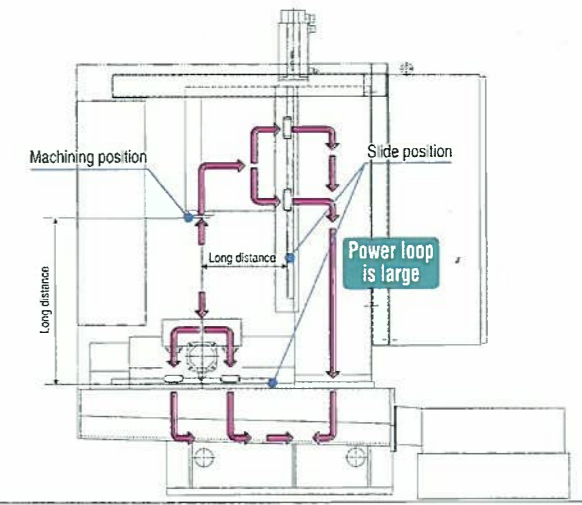 Machining position
Slide position
Long distance
Power loop
is large
Long distance